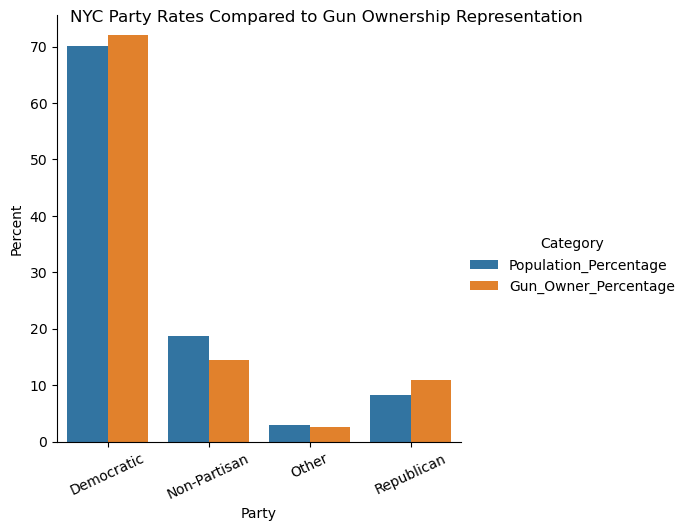 NYC Party Rates Compared to Gun Ownership Representation
70
60
50
40
30
20
10
0
Percent
Democratic
Non-Partisan
Other
Republican
Party
Category
Population_Percentage
Gun_Owner_Percentage